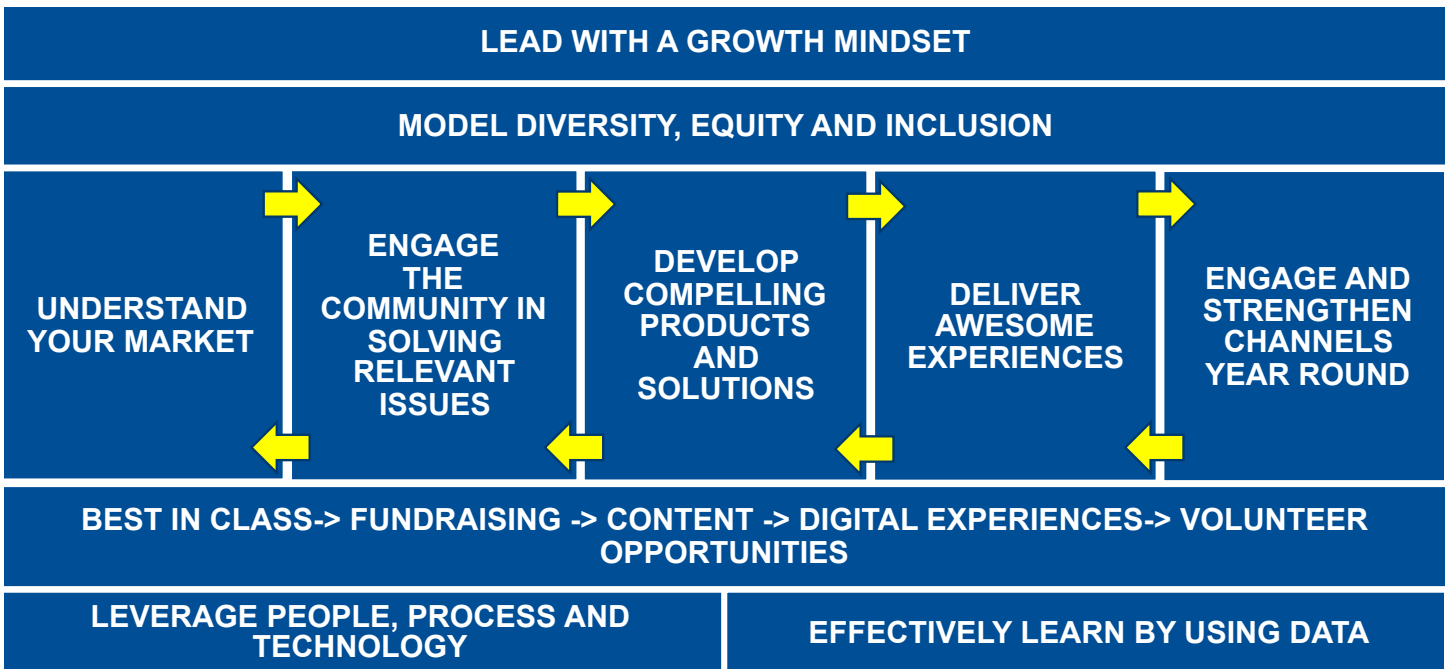 LEAD WITH A GROWTH MINDSET
MODEL DIVERSITY, EQUITY AND INCLUSION
UNDERSTAND
YOUR MARKET
ENGAGE
THE
COMMUNITY IN
SOLVING
RELEVANT
ISSUES
DEVELOP
COMPELLING
PRODUCTS
AND
SOLUTIONS
DELIVER
AWESOME
EXPERIENCES
ENGAGE AND
STRENGTHEN
CHANNELS
YEAR ROUND
BEST IN CLASS-> FUNDRAISING -> CONTENT -> DIGITAL EXPERIENCES-> VOLUNTEER
OPPORTUNITIES
LEVERAGE PEOPLE, PROCESS AND
TECHNOLOGY
EFFECTIVELY LEARN BY USING DATA